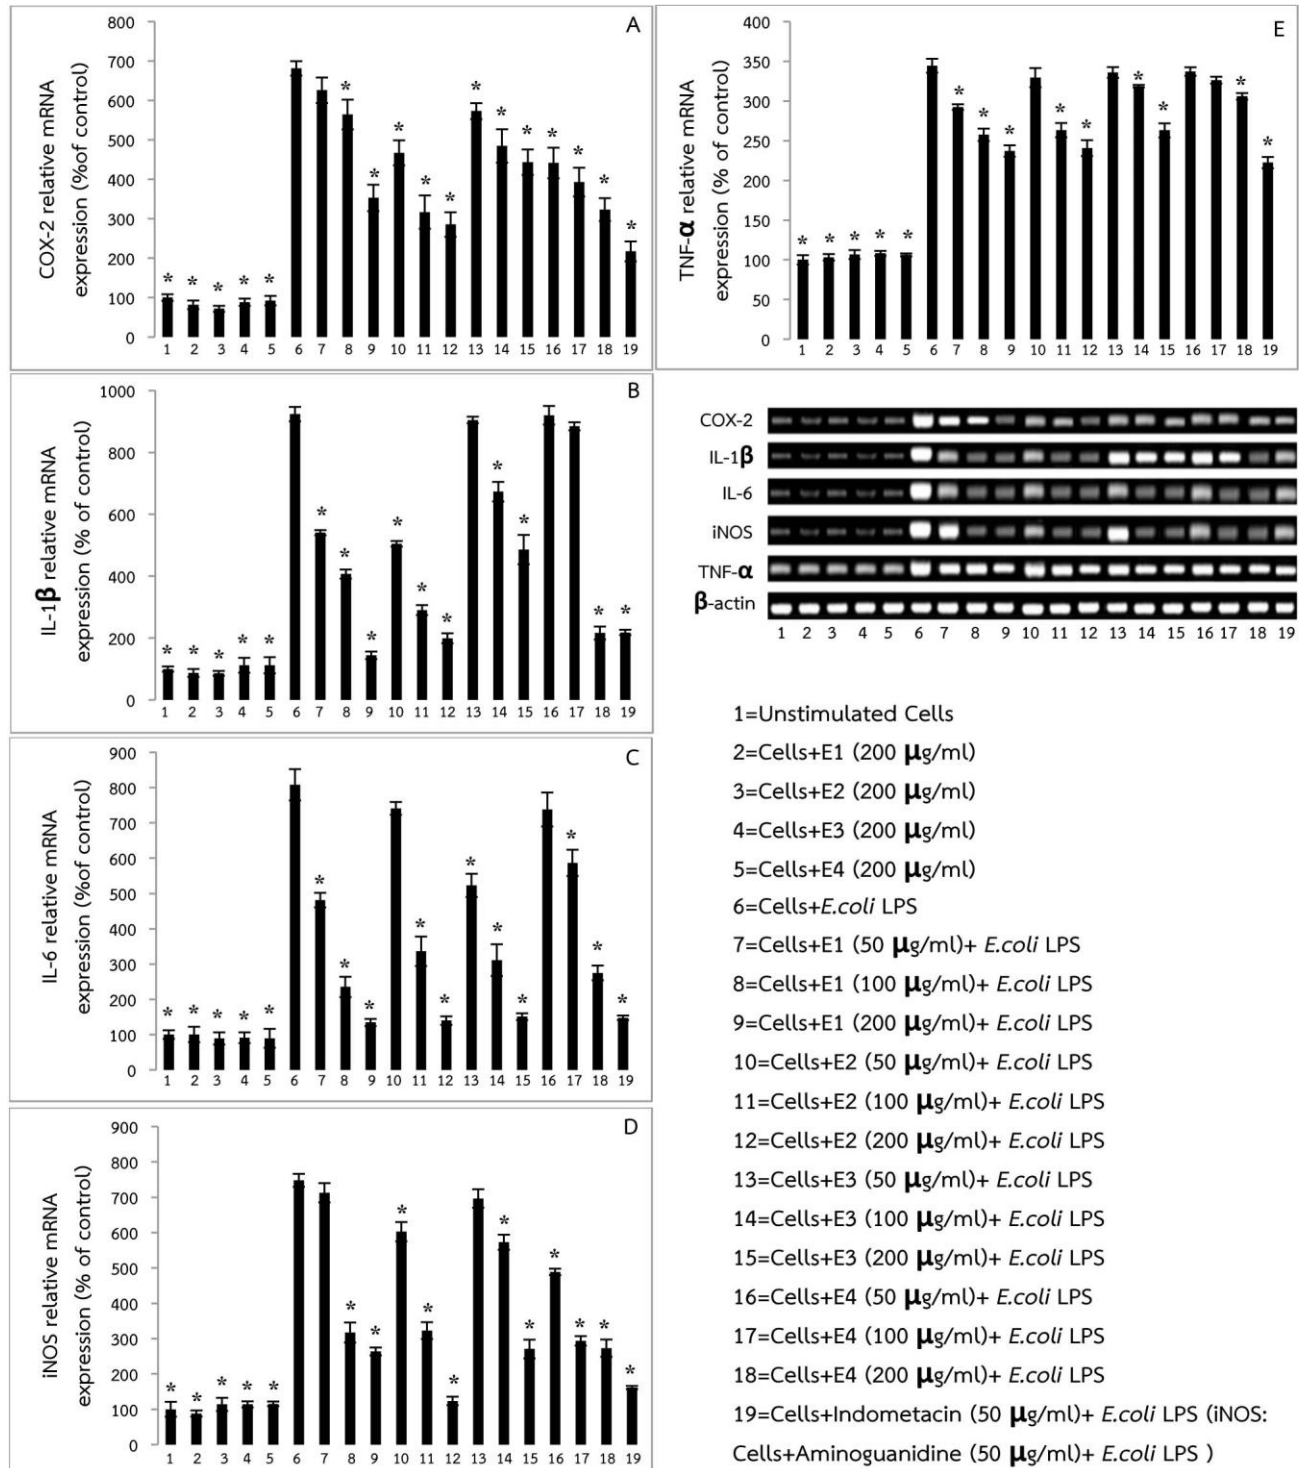 A
COX-2 relative mRNA
expression (%of control)
800
700
600
500
400
300
200
100
0
* * * * * * * * * * * * * * * * *
1 2 3 4 5 6 7 8 9 10 11 12 13 14 15 16 17 18 19
B
IL-1β relative mRNA
expression (% of control)
1000
800
600
400
200
0
* * * * * * * * * * * * * * *
1 2 3 4 5 6 7 8 9 10 11 12 13 14 15 16 17 18 19
C
IL-6 relative mRNA
expression (%of control)
900
800
700
600
500
400
300
200
100
0
* * * * * * * * * * * * * * * *
1 2 3 4 5 6 7 8 9 10 11 12 13 14 15 16 17 18 19
D
iNOS relative mRNA
expression (% of control)
900
800
700
600
500
400
300
200
100
0
* * * * * * * * * * * * * * * *
1 2 3 4 5 6 7 8 9 10 11 12 13 14 15 16 17 18 19
E
TNF-α relative mRNA
expression (% of control)
400
350
300
250
200
150
100
50
0
* * * * * * * * * * * * * *
1 2 3 4 5 6 7 8 9 10 11 12 13 14 15 16 17 18 19
COX-2
IL-1β
IL-6
iNOS
TNF-α
β-actin
1 2 3 4 5 6 7 8 9 10 11 12 13 14 15 16 17 18 19
1=Unstimulated Cells
2=Cells+E1 (200 μg/ml)
3=Cells+E2 (200 μg/ml)
4=Cells+E3 (200 μg/ml)
5=Cells+E4 (200 μg/ml)
6=Cells+E.coli LPS
7=Cells+E1 (50 μg/ml)+ E.coli LPS
8=Cells+E1 (100 μg/ml)+ E.coli LPS
9=Cells+E1 (200 μg/ml)+ E.coli LPS
10=Cells+E2 (50 μg/ml)+ E.coli LPS
11=Cells+E2 (100 μg/ml)+ E.coli LPS
12=Cells+E2 (200 μg/ml)+ E.coli LPS
13=Cells+E3 (50 μg/ml)+ E.coli LPS
14=Cells+E3 (100 μg/ml)+ E.coli LPS
15=Cells+E3 (200 μg/ml)+ E.coli LPS
16=Cells+E4 (50 μg/ml)+ E.coli LPS
17=Cells+E4 (100 μg/ml)+ E.coli LPS
18=Cells+E4 (200 μg/ml)+ E.coli LPS
19=Cells+Indometacin (50 μg/ml)+ E.coli LPS (iNOS:
Cells+Aminoguanidine (50 μg/ml)+ E.coli LPS )